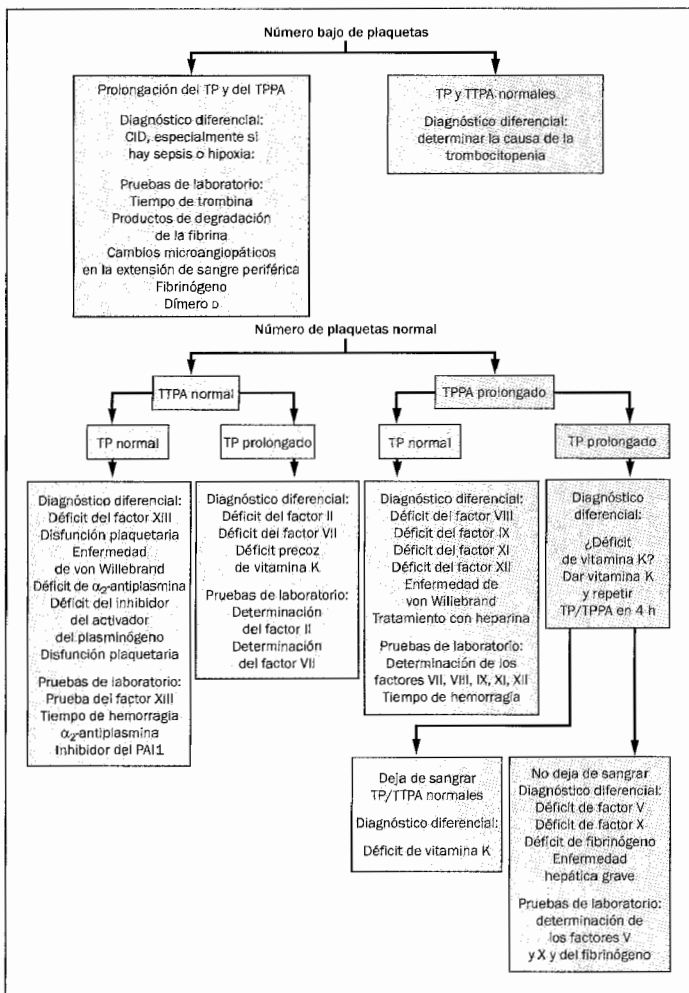 Número bajo de plaquetas
Prolongación del TP y del TPPA
Diagnóstico diferencial:
CID, especialmente si
hay sepsis o hipoxia:
Pruebas de laboratorio:
Tiempo de trombina
Productos de degradación
de la fibrina
Cambios microangiopáticos
en la extensión de sangre periférica
Fibrinógeno
Dímero D
TP y TTPA normales
Diagnóstico diferencial:
determinar la causa de la
trombocitopenia
Número de plaquetas normal
TTPA normal
TPPA prolongado
TP normal
TP prolongado
TP normal
TP prolongado
Diagnóstico diferencial:
Déficit del factor XIII
Disfunción plaquetaria
Enfermedad
de von Willebrand
Déficit de α2-antiplasmina
Déficit del inhibidor
del activador
del plasminógeno
Disfunción plaquetaria
Pruebas de laboratorio:
Prueba del factor XIII
Tiempo de hemorragia
α2-antiplasmina
Inhibidor del PAI1
Diagnóstico diferencial:
Déficit del factor II
Déficit del factor VII
Déficit precoz
de vitamina K
Pruebas de laboratorio:
Determinación
del factor II
Determinación
del factor VII
Diagnóstico diferencial:
Déficit del factor VIII
Déficit del factor IX
Déficit del factor XI
Déficit del factor XII
Enfermedad de
von Willebrand
Tratamiento con heparina
Pruebas de laboratorio:
Determinación de los
factores VII, VIII, IX, XI, XII
Tiempo de hemorragia
Diagnóstico
diferencial:
¿Déficit
de vitamina K?
Dar vitamina K
y repetir
TP/TPPA en 4 h
Deja de sangrar
TP/TTPA normales
Diagnóstico diferencial:
Déficit de vitamina K
No deja de sangrar
Diagnóstico diferencial:
Déficit de factor V
Déficit de factor X
Déficit de fibrinógeno
Enfermedad
hepática grave
Pruebas de laboratorio:
determinación de
los factores V
y X y del fibrinógeno